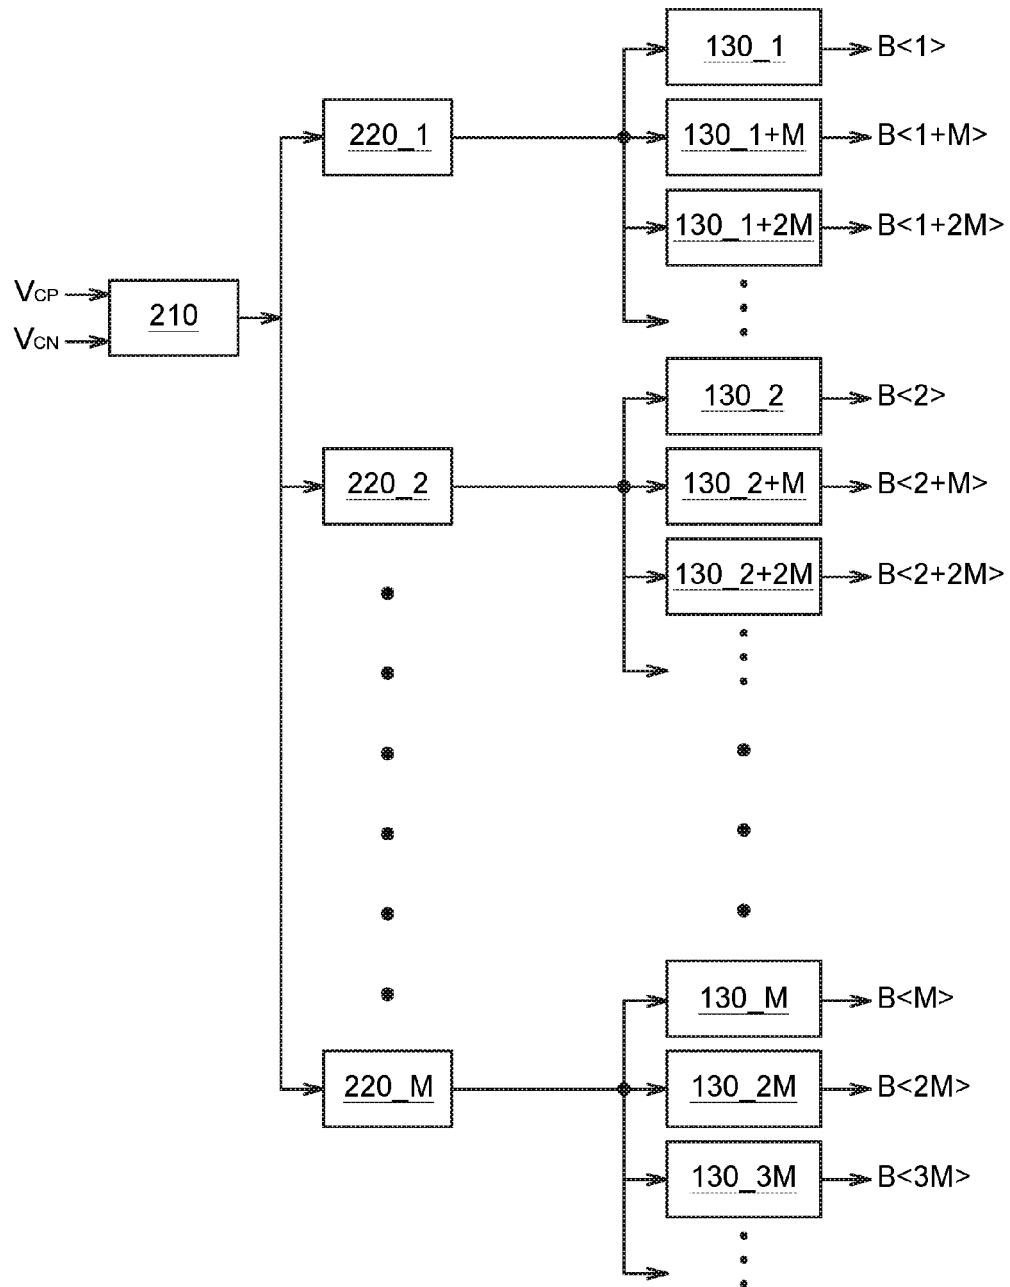 130_1 B<1>
220_1 130_1+M B<1+M>
130_1+2M B<1+2M>
VCP
210
VCN
130_2 B<2>
220_2 130_2+M B<2+M>
130_2+2M B<2+2M>
130_M B<M>
220_M 130_2M B<2M>
130_3M B<3M>